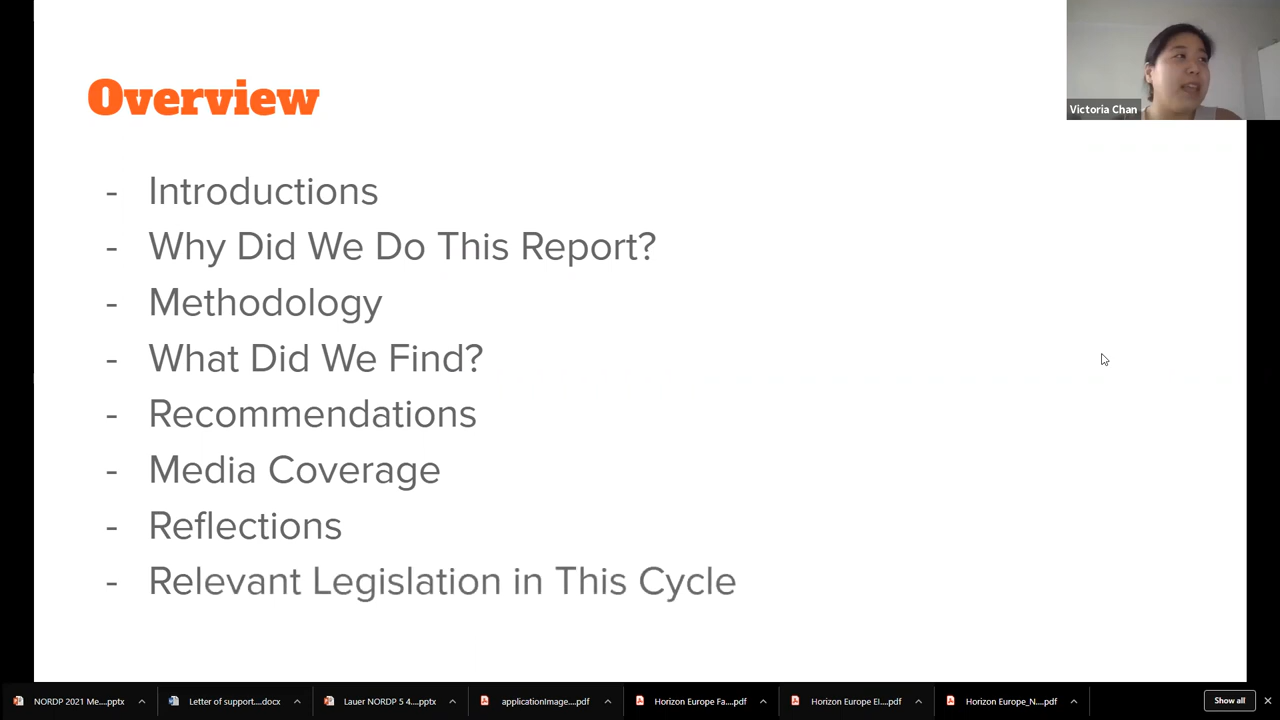 Overview
Victoria Chan
- Introductions
- Why Did We Do This Report?
- Methodology
- What Did We Find?
- Recommendations
- Media Coverage
- Reflections
- Relevant Legislation in This Cycle
NORDP 2021 Me....pptx
Letter of support....docx
Lauer NORDP 5 4...pptx
applicationImage....pdf
Horizon Europe Fa....pdf
Horizon Europe EI....pdf
Horizon Europe_N....pdf
Show all